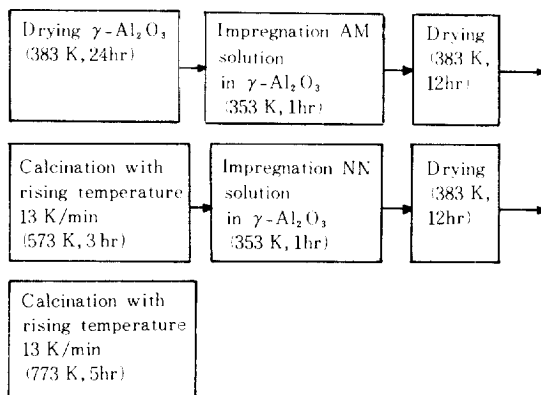 Drying γ-Al₂O₃
(383 K, 24hr)
Impregnation AM
solution
in γ-Al₂O₃
(353 K, 1hr)
Drying
(383 K,
12hr)
Calcination with
rising temperature
13 K/min
(573 K, 3hr)
Impregnation NN
solution
in γ-Al₂O₃
(353 K, 1hr)
Drying
(383 K,
12hr)
Calcination with
rising temperature
13 K/min
(773 K, 5hr)